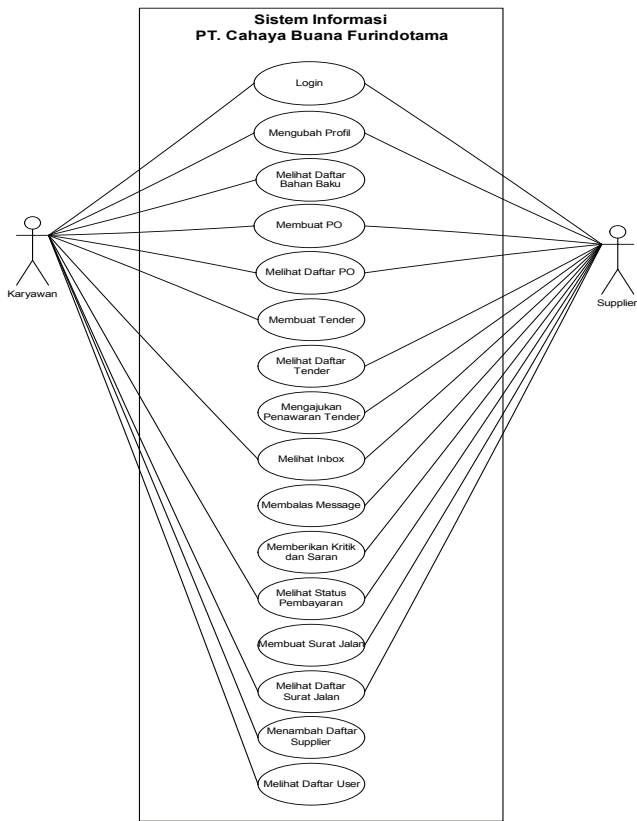 Sistem Informasi
PT. Cahaya Buana Furindotama
Login
Mengubah Profil
Melihat Daftar
Bahan Baku
Membuat PO
Melihat Daftar PO
Membuat Tender
Melihat Daftar
Tender
Mengajukan
Penawaran Tender
Melihat Inbox
Membalas Message
Memberikan Kritik
dan Saran
Melihat Status
Pembayaran
Membuat Surat Jalan
Melihat Daftar
Surat Jalan
Menambah Daftar
Supplier
Melihat Daftar User
Karyawan
Supplier